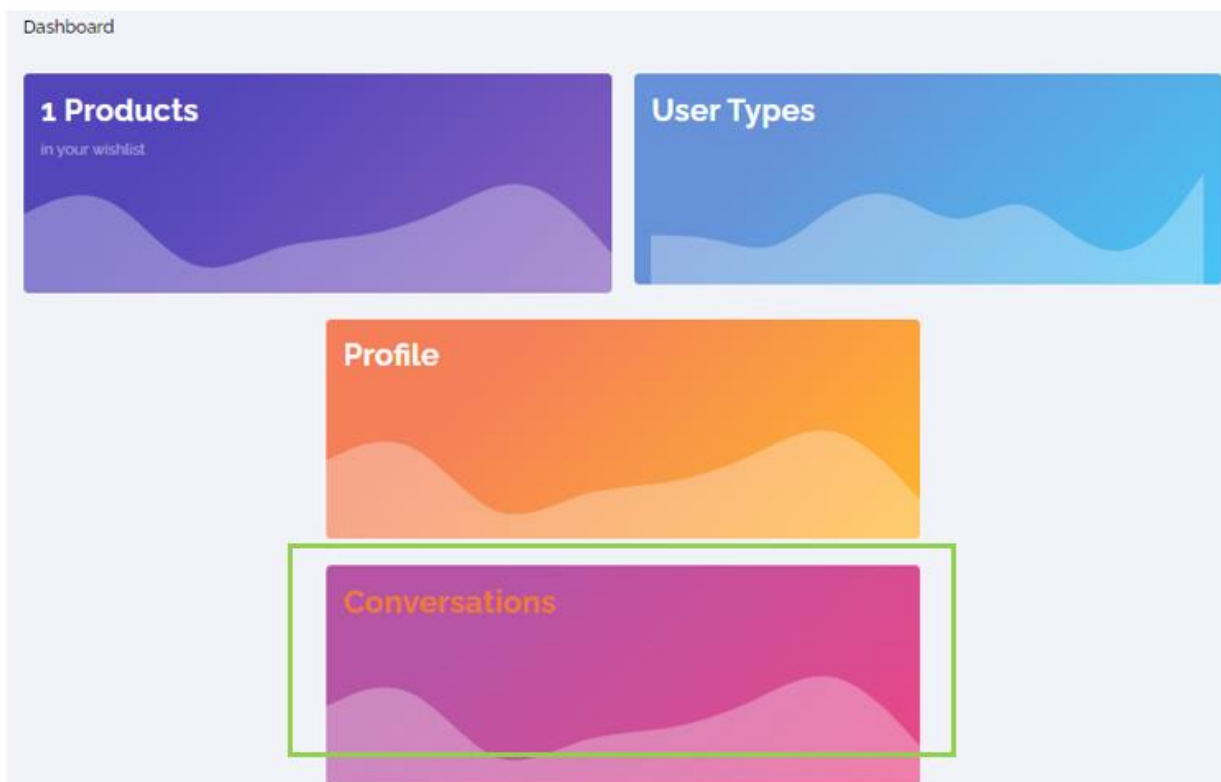 Dashboard
1 Products
in your wishlist
User Types
Profile
Conversations